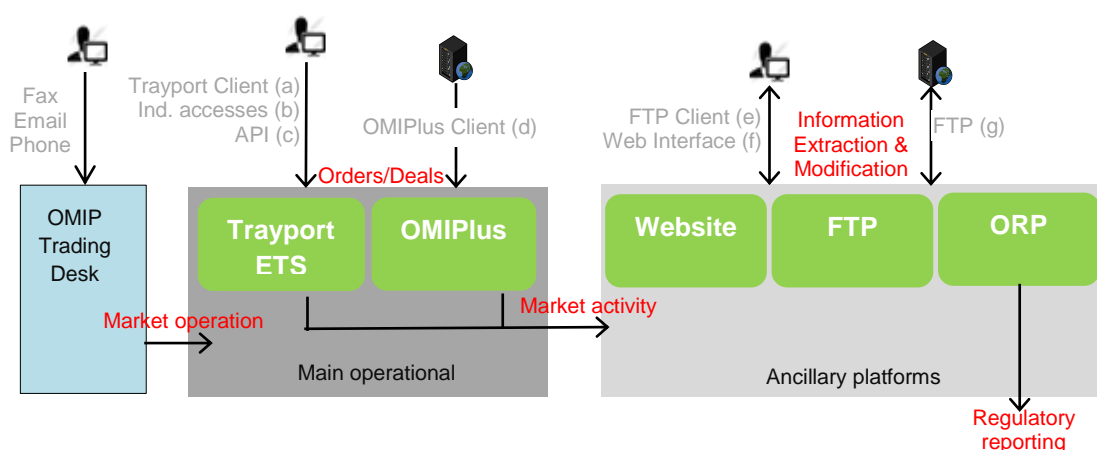 Fax
Email
Phone
Trayport Client (a)
Ind. accesses (b)
API (c)
OMIPlus Client (d)
FTP Client (e)
Web Interface (f)
Information
Extraction &
Modification
FTP (g)
Orders/Deals
OMIP
Trading
Desk
Trayport
ETS
OMIPlus
Website
FTP
ORP
Market operation
Market activity
Main operational
Ancillary platforms
Regulatory
reporting